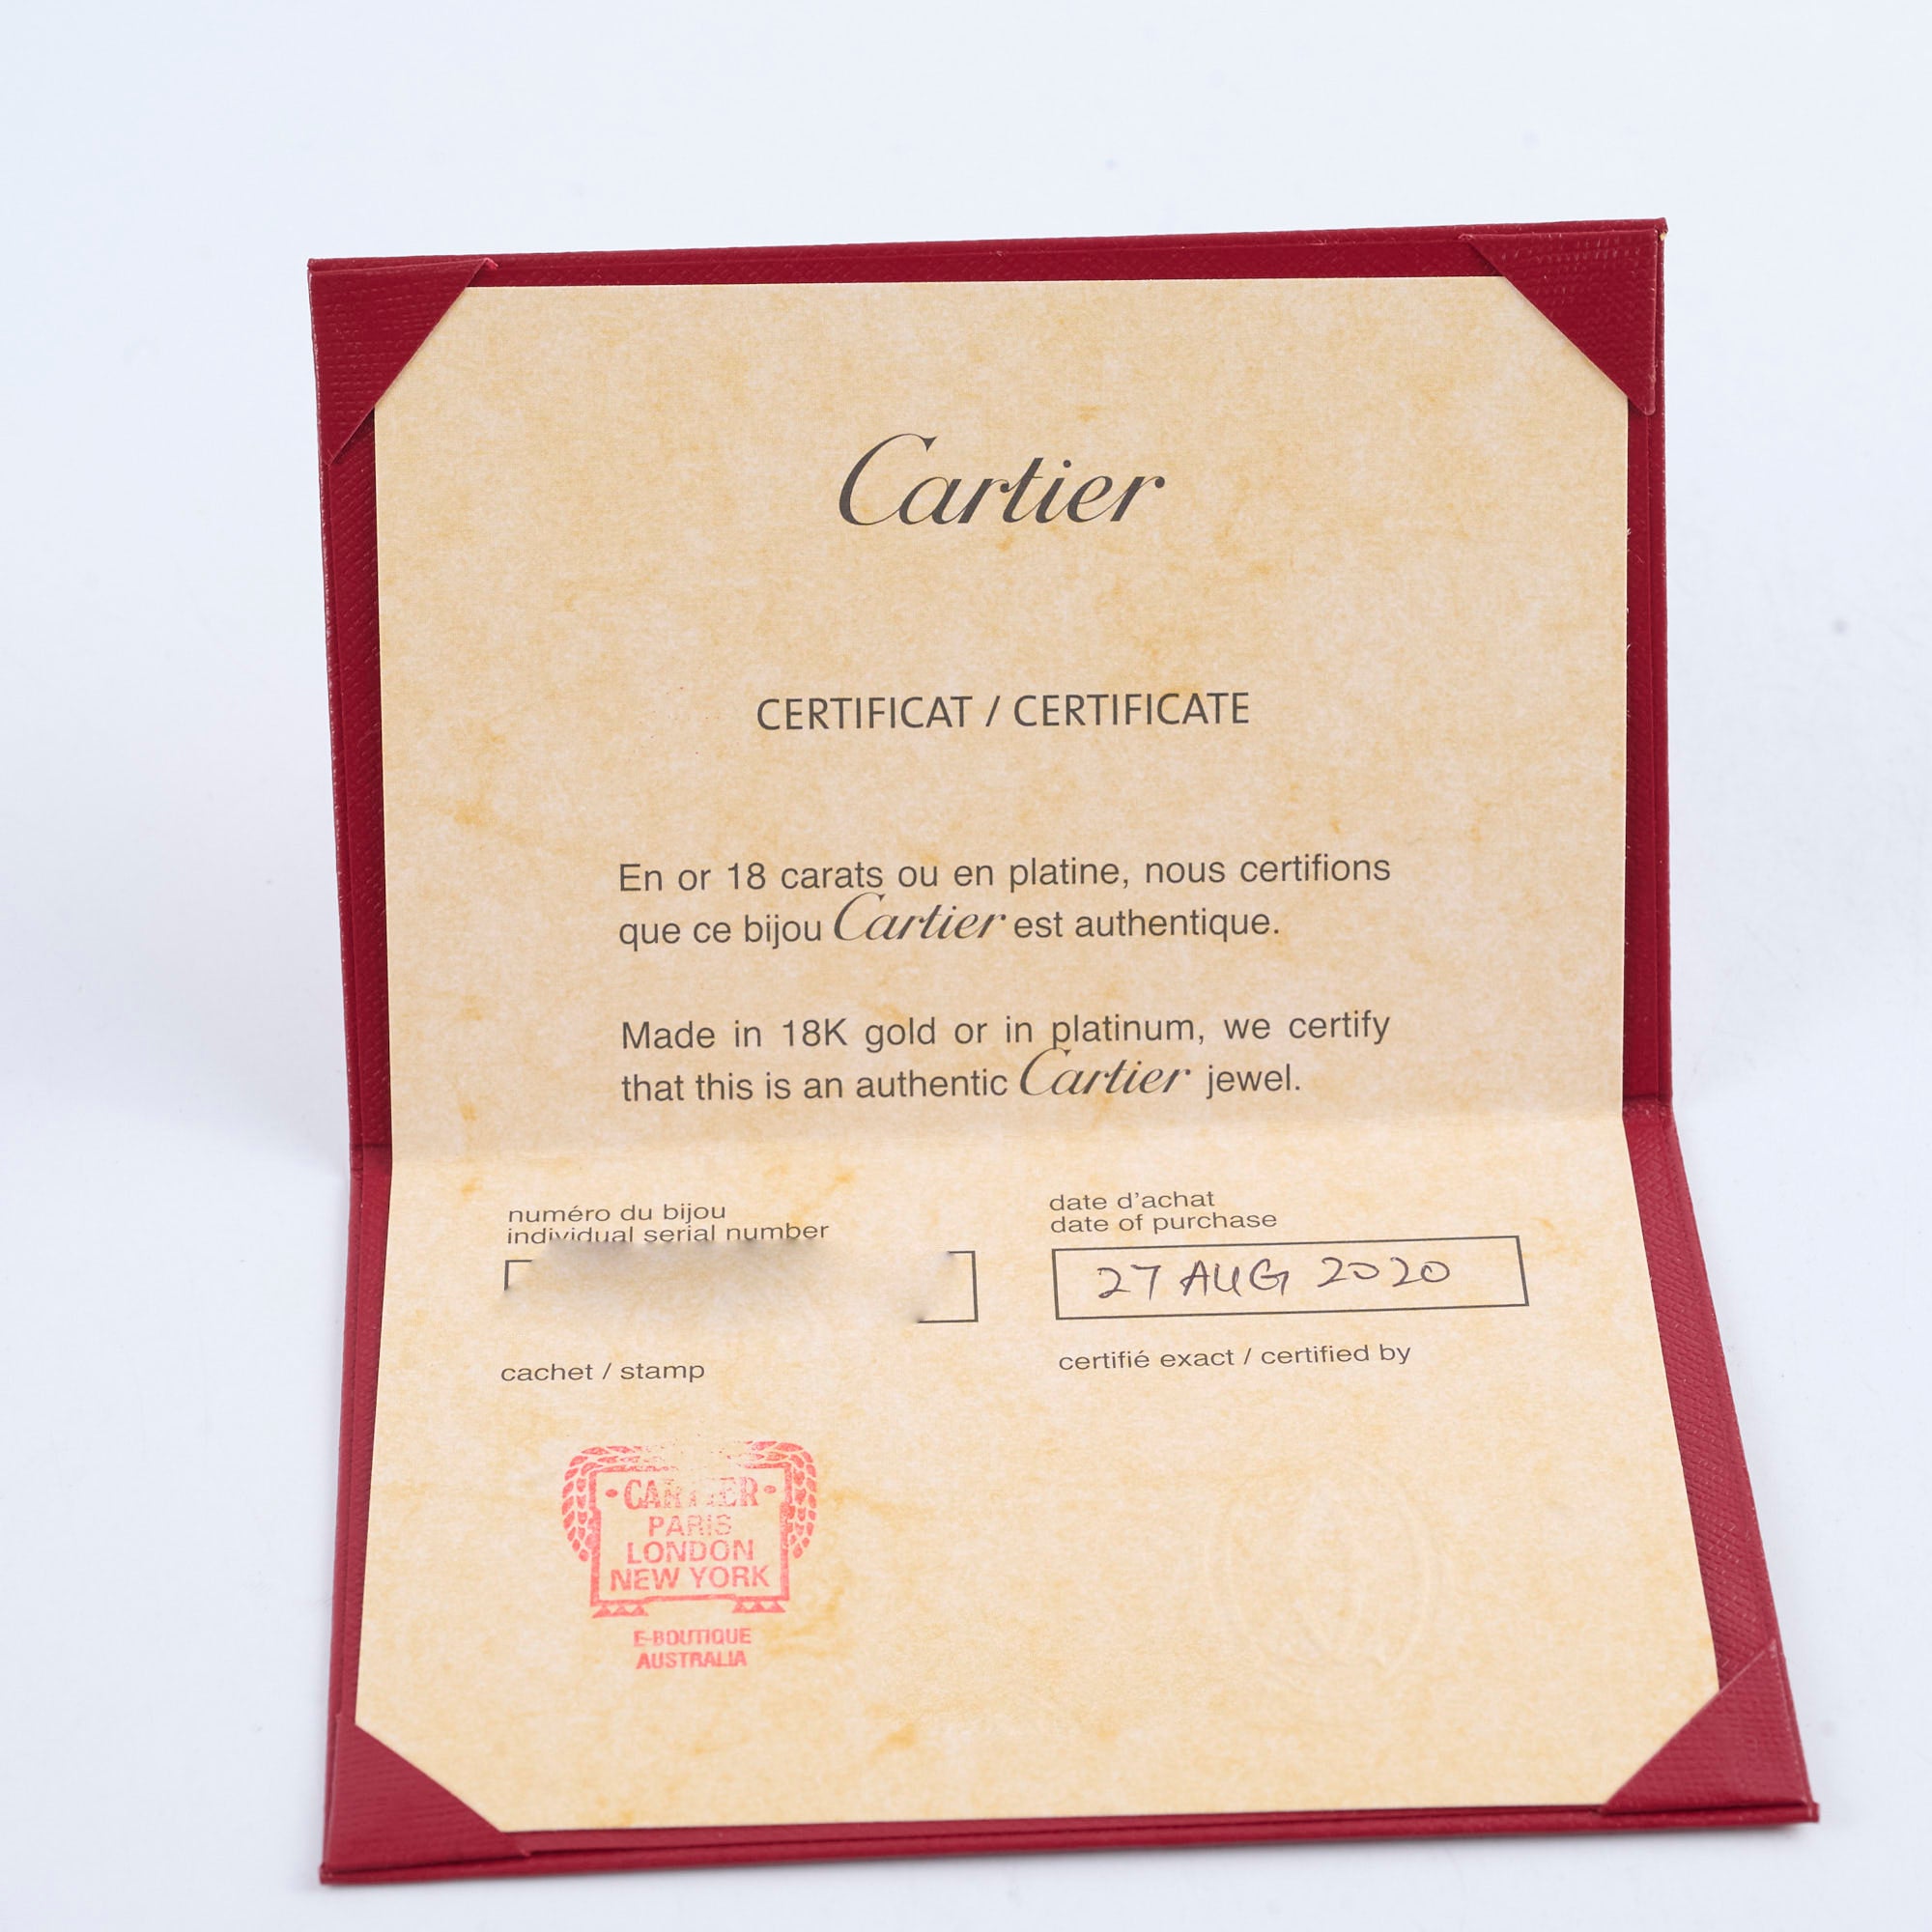 Cartier
CERTIFICAT / CERTIFICATE
En or 18 carats ou en platine, nous certifions
que ce bijou Cartier est authentique.
Made in 18K gold or in platinum, we certify
that this is an authentic Cartier jewel.
numéro du bijou
individual serial number
date d'achat
date of purchase
27 AUG 2020
cachet / stamp
certifié exact / certified by
·CARTIER·
PARIS
LONDON
NEW YORK
E-BOUTIQUE
AUSTRALIA